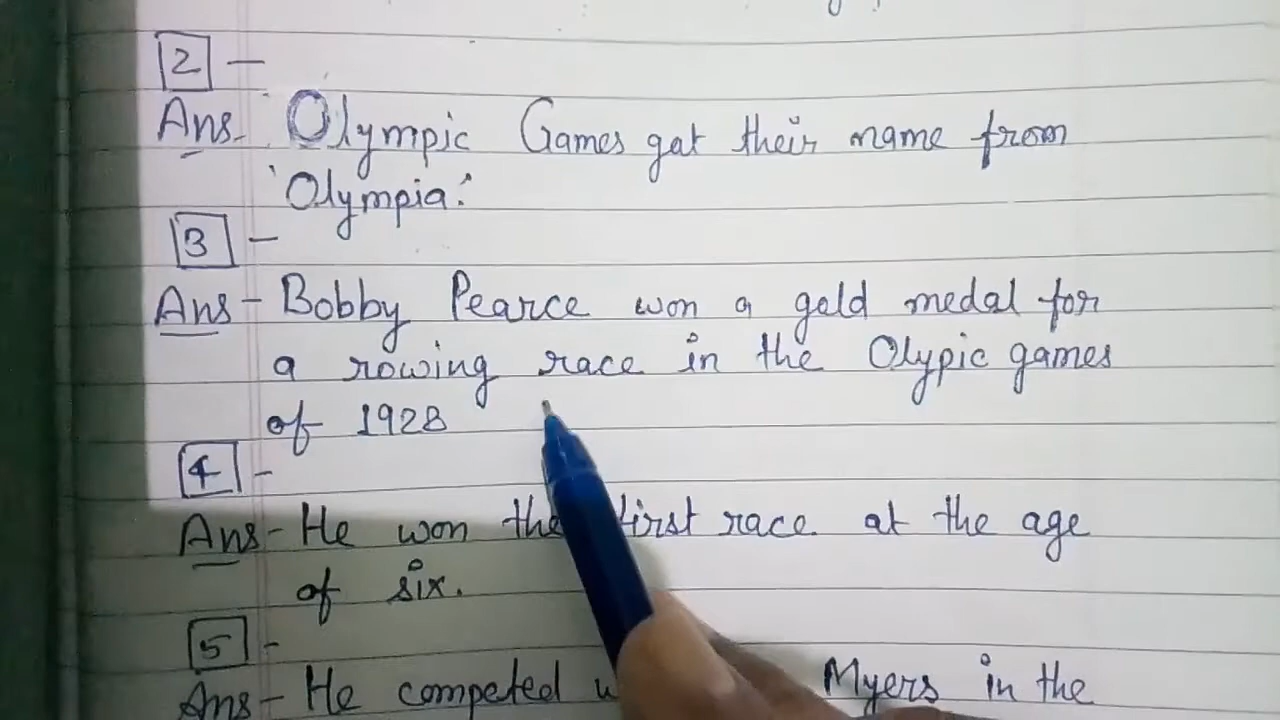 2 -
Ans- Olympic Games gat their name from
'Olympia.'
3 -
Ans- Bobby Pearce won a gold medal for
a rowing race in the Olypic games
of 1928
4 -
Ans- He won the first race at the age
of six.
5 -
Ans- He competed Myers in the